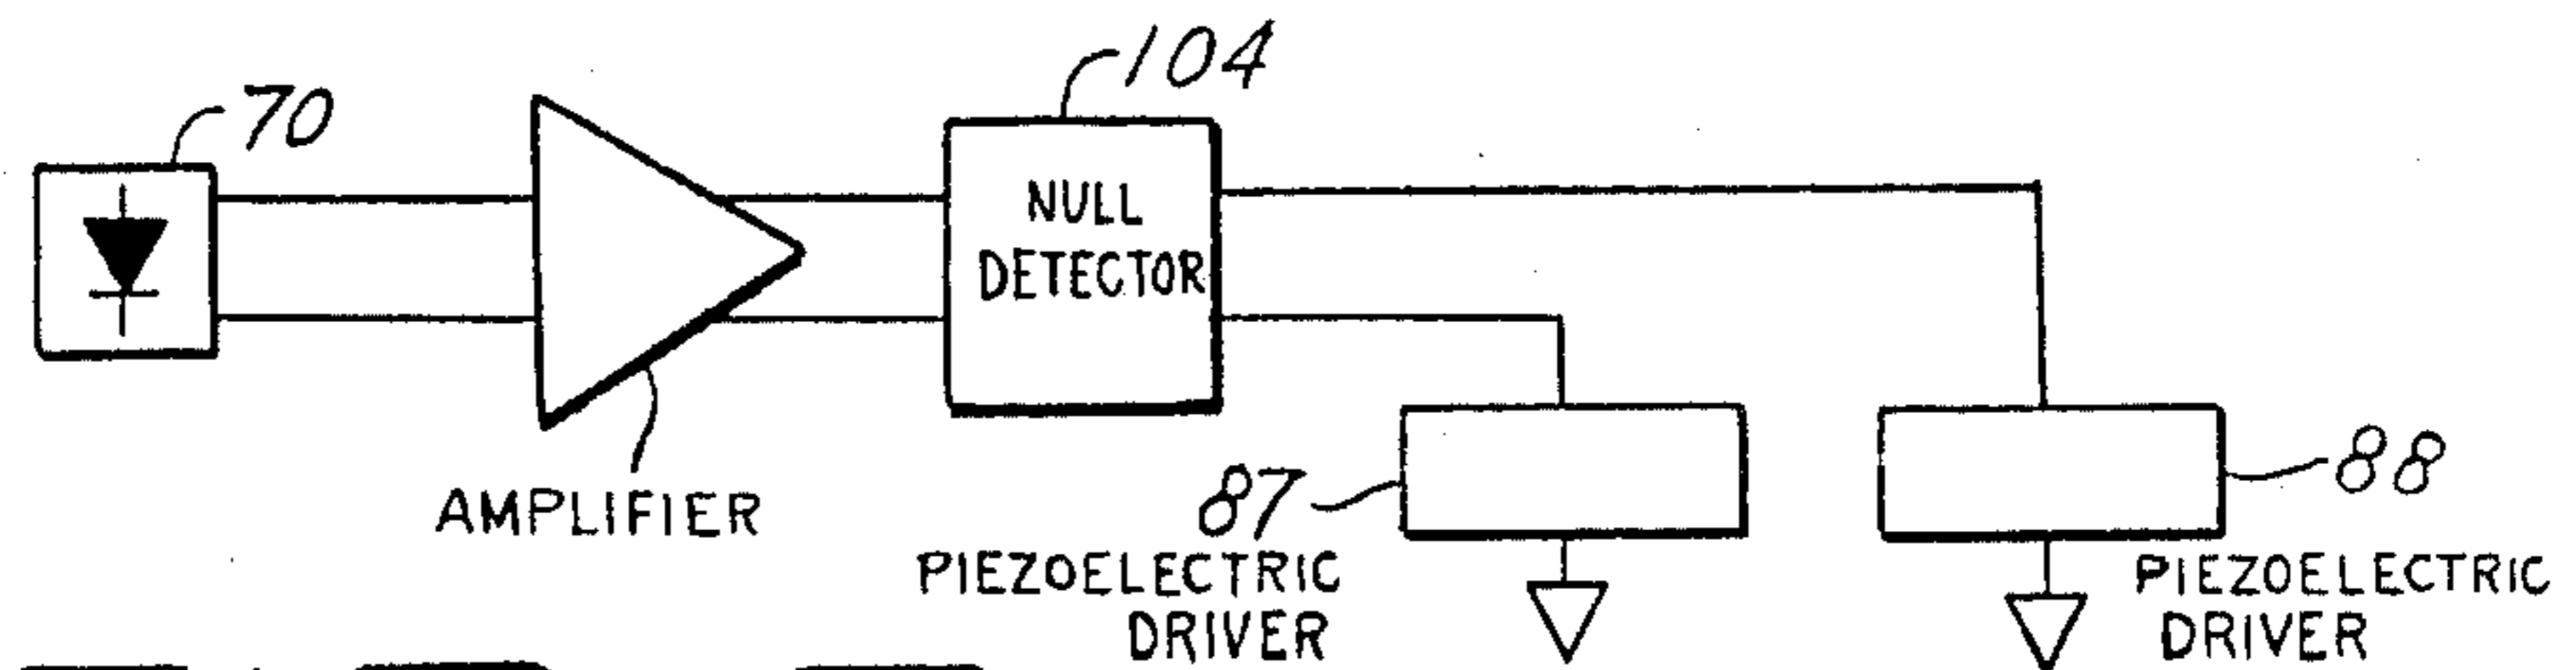 104
70
NULL
DETECTOR
AMPLIFIER
87
88
PIEZOELECTRIC
DRIVER
PIEZOELECTRIC
DRIVER